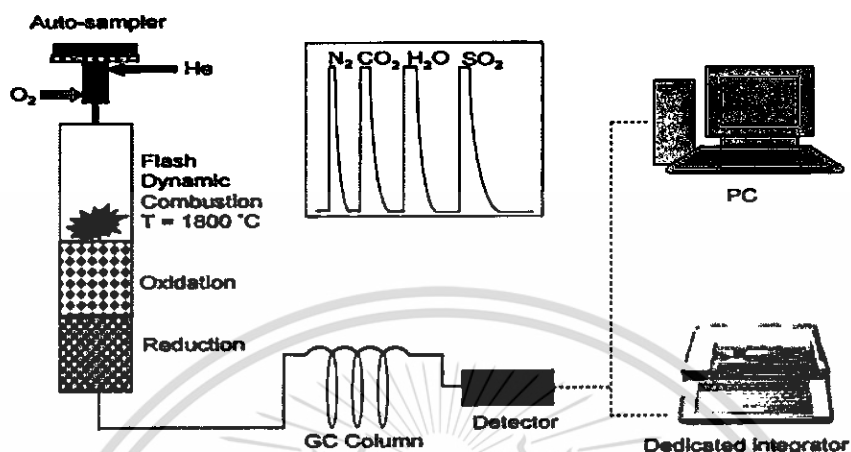 Auto-sampler
He
O₂
N₂ CO₂ H₂O SO₂
Flash
Dynamic
Combustion
T = 1800 °C
PC
Oxidation
Reduction
GC Column
Detector
Dedicated integrator